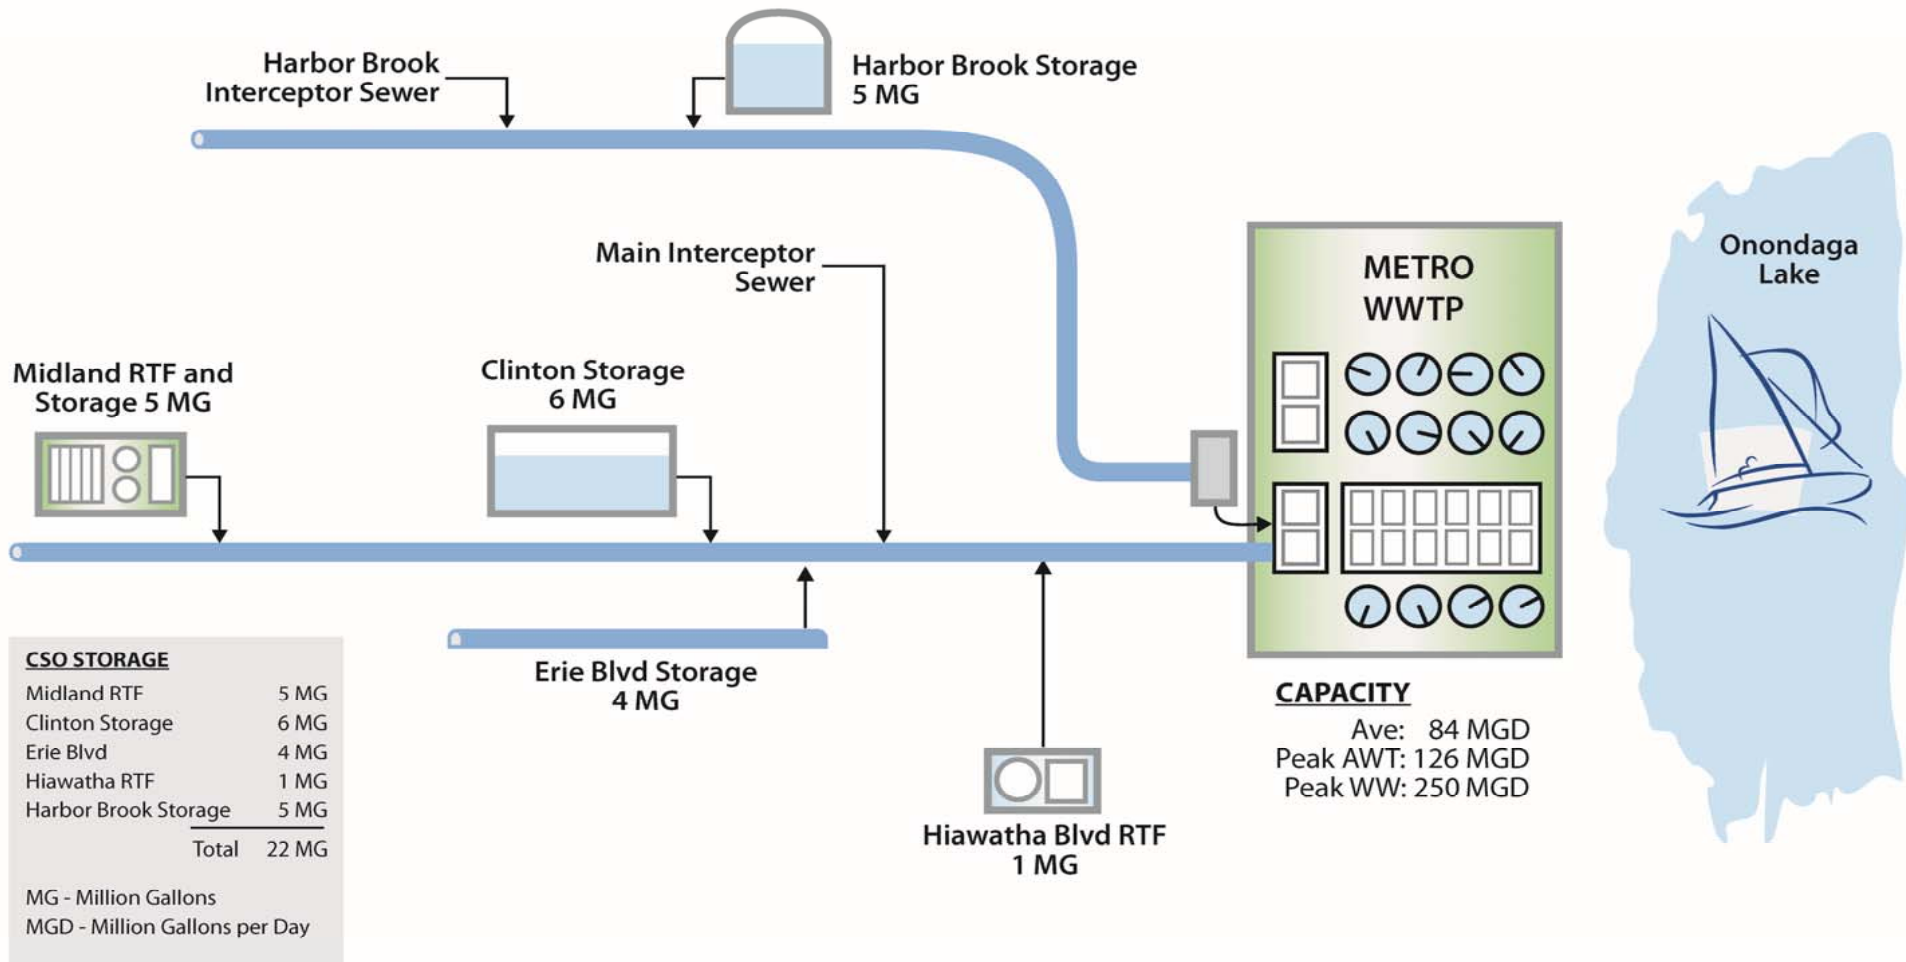 Harbor Brook
Interceptor Sewer
Harbor Brook Storage
5 MG
Main Interceptor
Sewer
Midland RTF and
Storage 5 MG
Clinton Storage
6 MG
METRO
WWTP
Onondaga
Lake
Erie Blvd Storage
4 MG
Hiawatha Blvd RTF
1 MG
CAPACITY
Ave: 84 MGD
Peak AWT: 126 MGD
Peak WW: 250 MGD
CSO STORAGE
Midland RTF 5 MG
Clinton Storage 6 MG
Erie Blvd 4 MG
Hiawatha RTF 1 MG
Harbor Brook Storage 5 MG
Total 22 MG
MG - Million Gallons
MGD - Million Gallons per Day